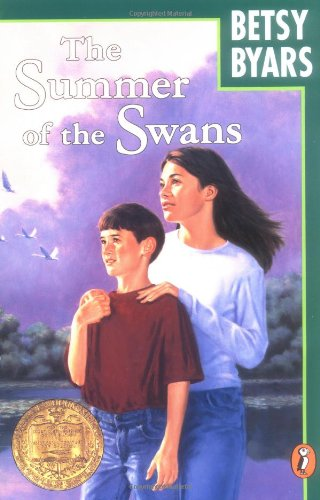 BETSY
BYARS
The
Summer
of the Swans